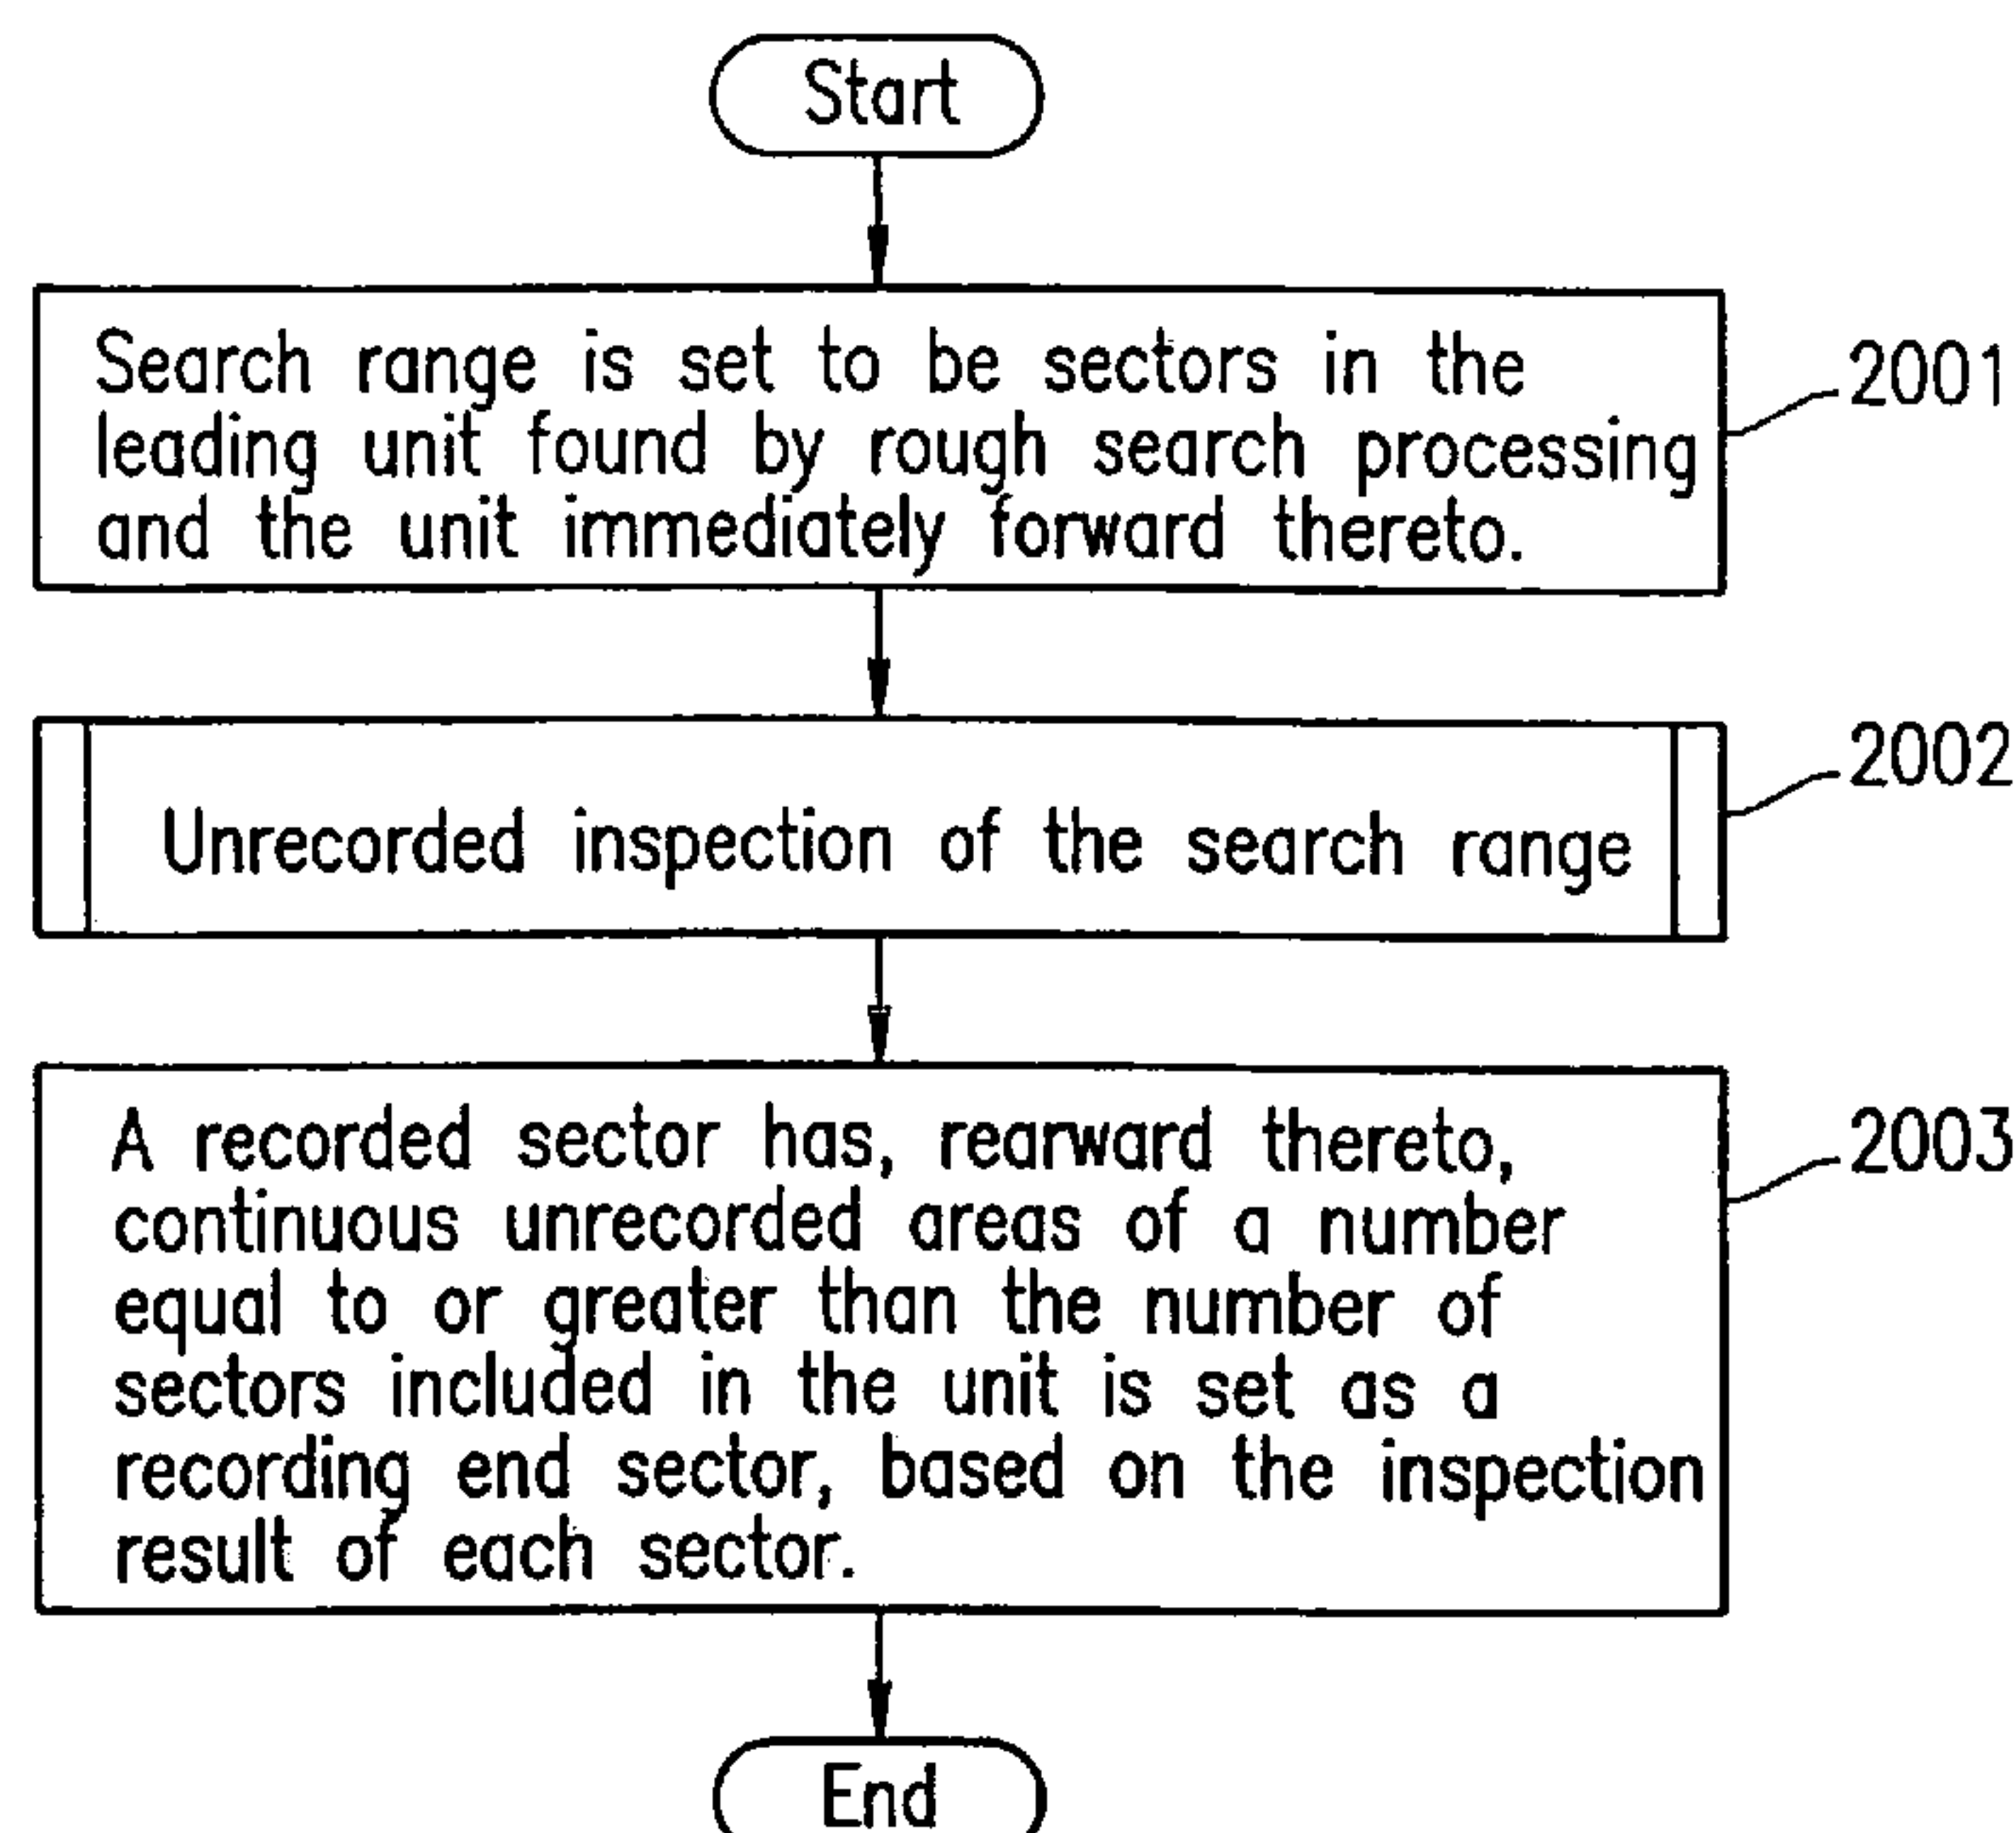 Start
Search range is set to be sectors in the
leading unit found by rough search processing
and the unit immediately forward thereto.
2001
Unrecorded inspection of the search range
2002
A recorded sector has, rearward thereto,
continuous unrecorded areas of a number
equal to or greater than the number of
sectors included in the unit is set as a
recording end sector, based on the inspection
result of each sector.
2003
End